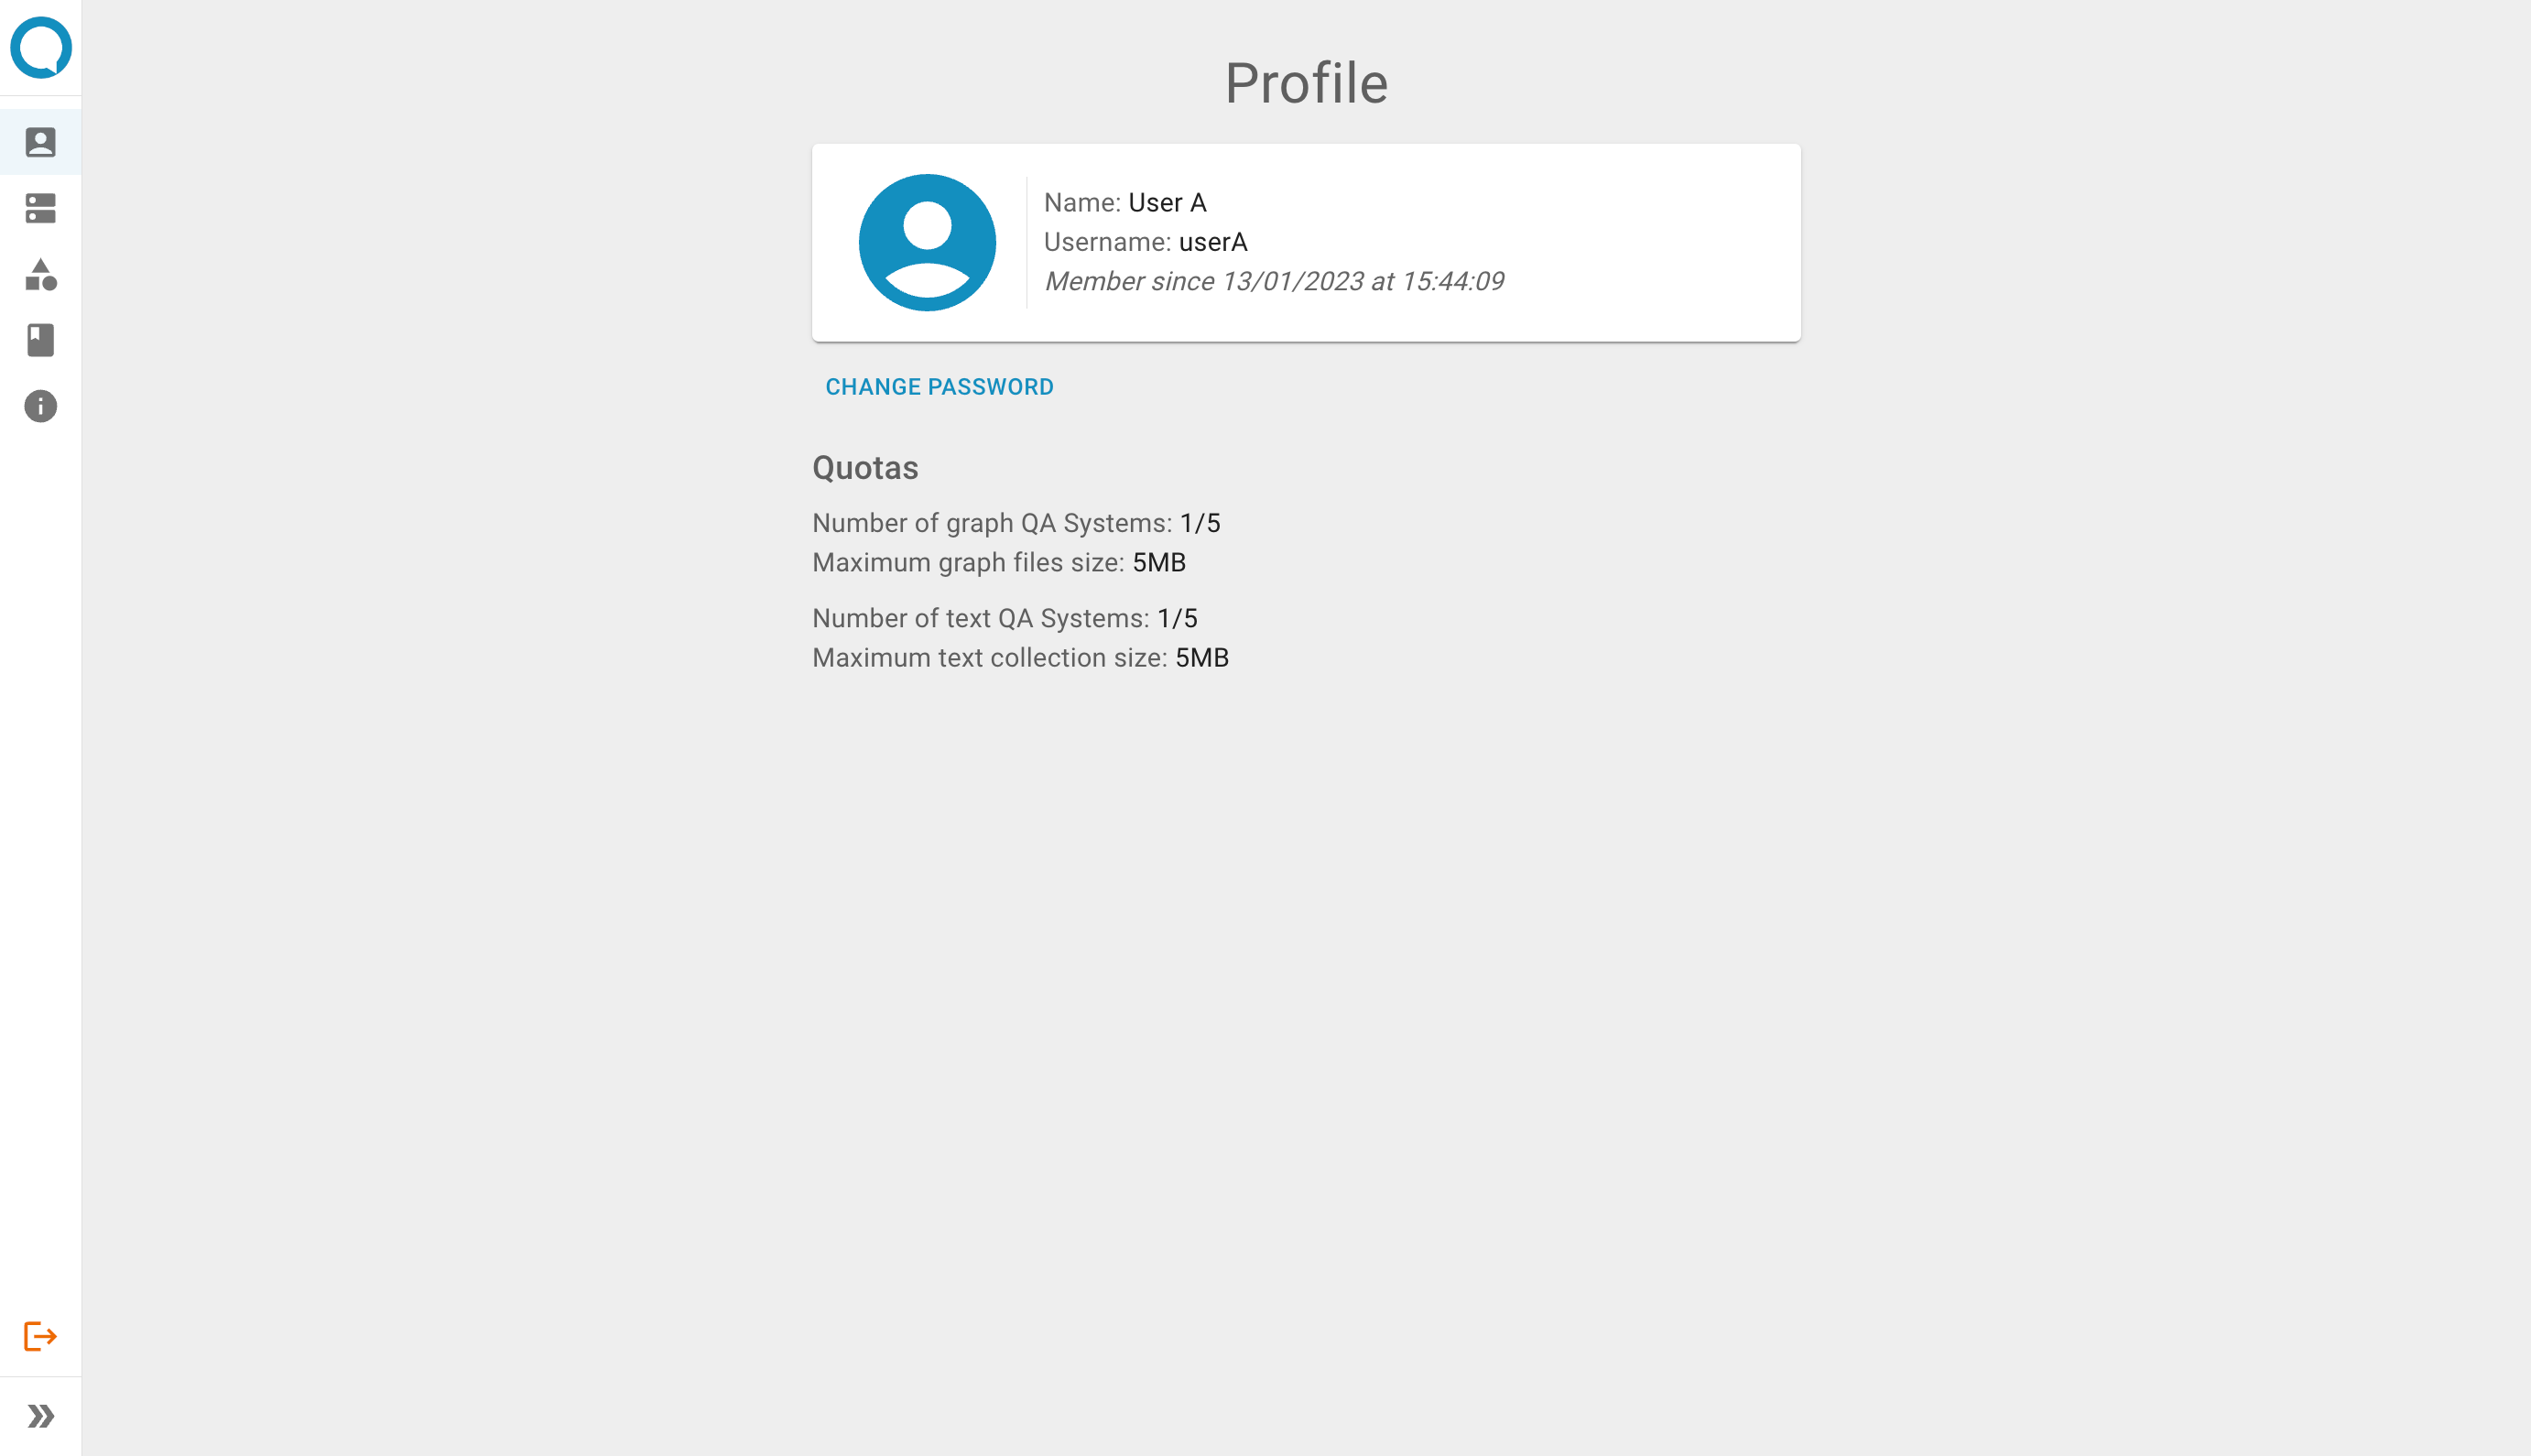 Profile
Name: User A
Username: userA
Member since 13/01/2023 at 15:44:09
CHANGE PASSWORD
Quotas
Number of graph QA Systems: 1/5
Maximum graph files size: 5MB
Number of text QA Systems: 1/5
Maximum text collection size: 5MB